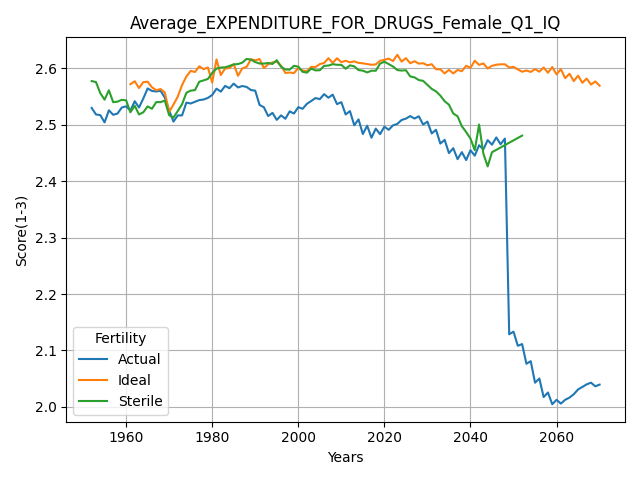 Average_EXPENDITURE_FOR_DRUGS_Female_Q1_IQ
Score(1-3)
2.6
2.5
2.4
2.3
2.2
2.1
2.0
Fertility
Actual
Ideal
Sterile
1960
1980
2000
2020
2040
2060
Years